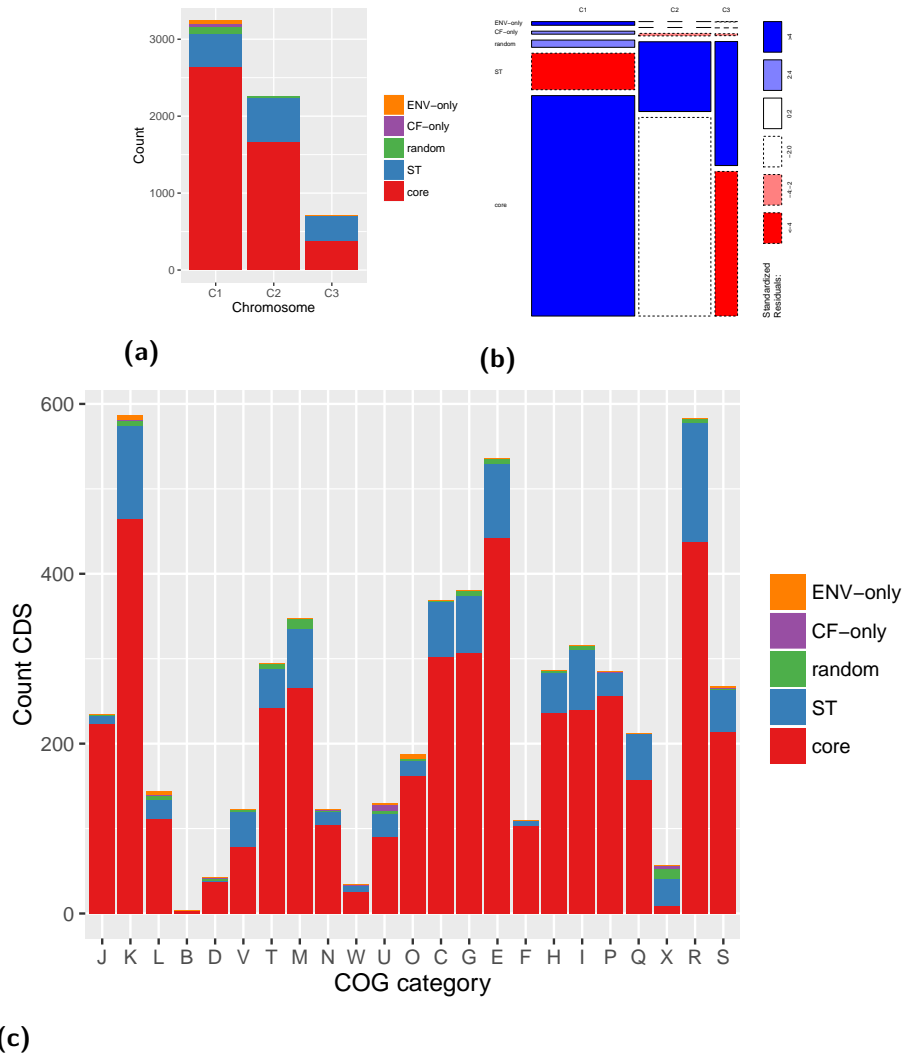 3000
2000
1000
0
Count
C1 C2 C3
Chromosome
ENV−only
CF−only
random
ST
core
(a)
C1 C2 C3
ENV-only
CF-only
random
ST
core
>4
2:4
0:2
−2:0
−4:−2
<−4
Standardized
Residuals:
(b)
600
400
200
0
Count CDS
J K L B D V T M N W U O C G E F H I P Q X R S
COG category
ENV−only
CF−only
random
ST
core
(c)